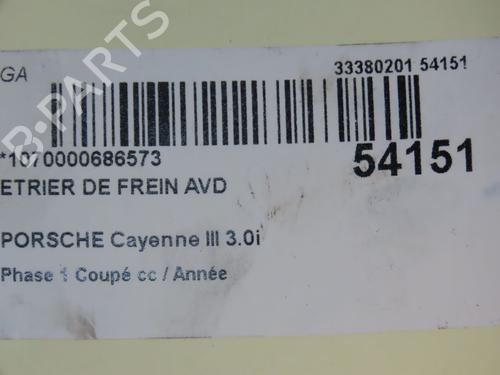 GA
33380201 54151
*1070000686573
54151
ETRIER DE FREIN AVD
PORSCHE Cayenne III 3.0i
Phase 1 Coupé cc / Année
B-PARTS